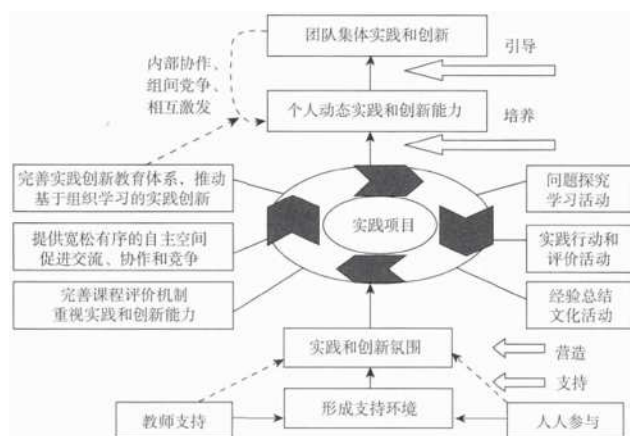 团队集体实践和创新
引导
内部协作、
组间竞争、
相互激发
个人动态实践和创新能力
培养
完善实践创新教育体系，推动
基于组织学习的实践创新
问题探究
学习活动
实践项目
提供宽松有序的自主空间
促进交流、协作和竞争
实践行动和
评价活动
完善课程评价机制
重视实践和创新能力
经验总结
文化活动
实践和创新氛围
营造
支持
教师支持
形成支持环境
人人参与